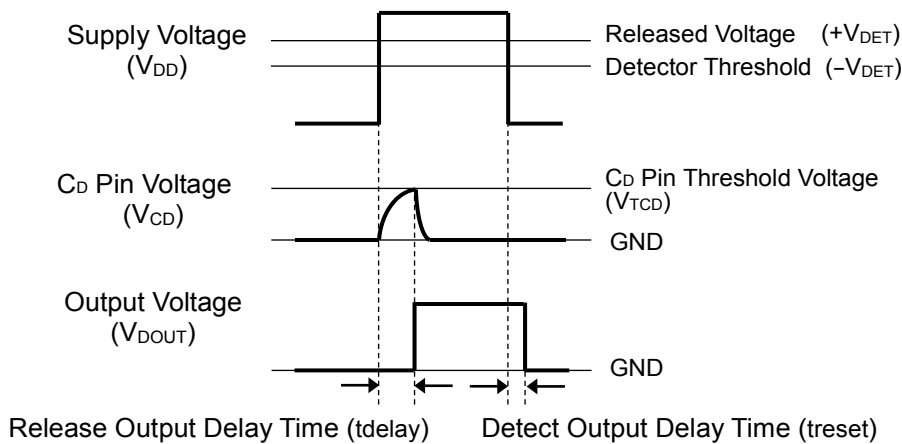 Supply Voltage
(VDD)
Released Voltage (+VDET)
Detector Threshold (–VDET)
CD Pin Voltage
(VCD)
CD Pin Threshold Voltage
(VTCD)
GND
Output Voltage
(VDOUT)
GND
Release Output Delay Time (tdelay)
Detect Output Delay Time (treset)